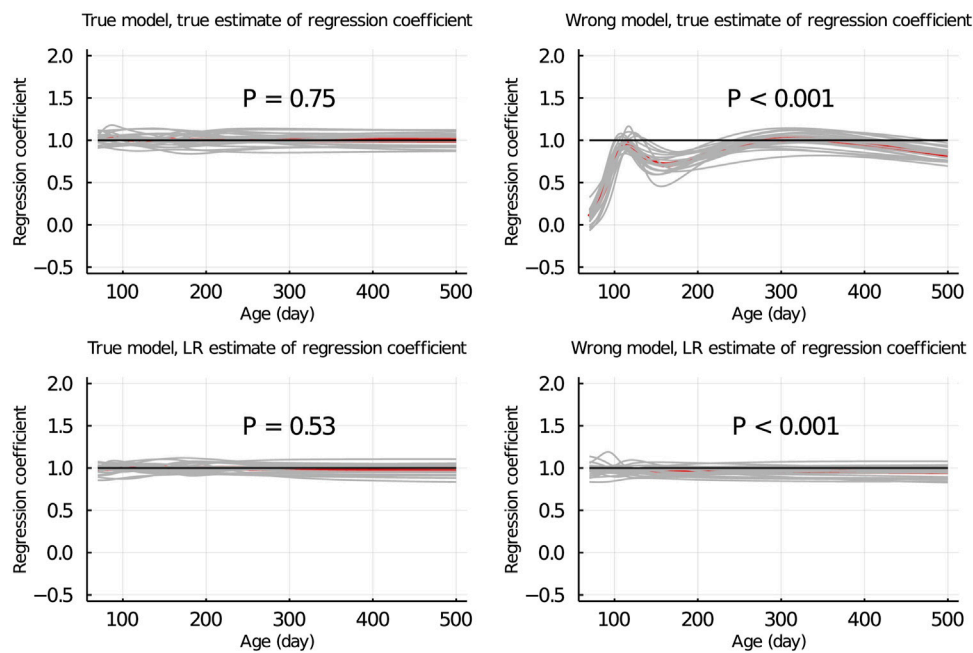 True model, true estimate of regression coefficient
Regression coefficient
2.0
1.5
1.0
0.5
0.0
−0.5
P = 0.75
100 200 300 400 500
Age (day)
Wrong model, true estimate of regression coefficient
Regression coefficient
2.0
1.5
1.0
0.5
0.0
−0.5
P < 0.001
100 200 300 400 500
Age (day)
True model, LR estimate of regression coefficient
Regression coefficient
2.0
1.5
1.0
0.5
0.0
−0.5
P = 0.53
100 200 300 400 500
Age (day)
Wrong model, LR estimate of regression coefficient
Regression coefficient
2.0
1.5
1.0
0.5
0.0
−0.5
P < 0.001
100 200 300 400 500
Age (day)